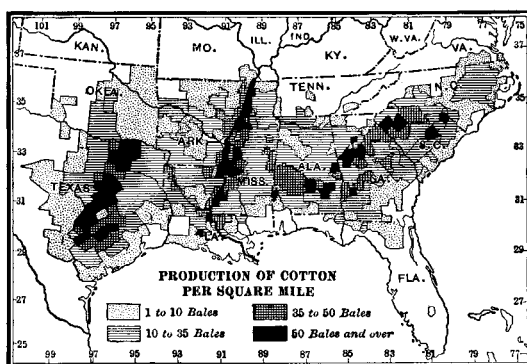 101 99 97 95 93 91 89 87 85 83 81 79 77 75
KAN.
MO.
ILL.
IND.
W.VA.
VA.
KY.
37
OKLA.
TENN.
N.C.
35
35
ARK.
33
33
S.C.
TEXAS
MISS.
ALA.
GA.
31
31
29
29
FLA.
PRODUCTION OF COTTON
PER SQUARE MILE
1 to 10 Bales
35 to 50 Bales
10 to 35 Bales
50 Bales and over
27
27
25
25
97 95 93 91 89 87 85 83 81 79